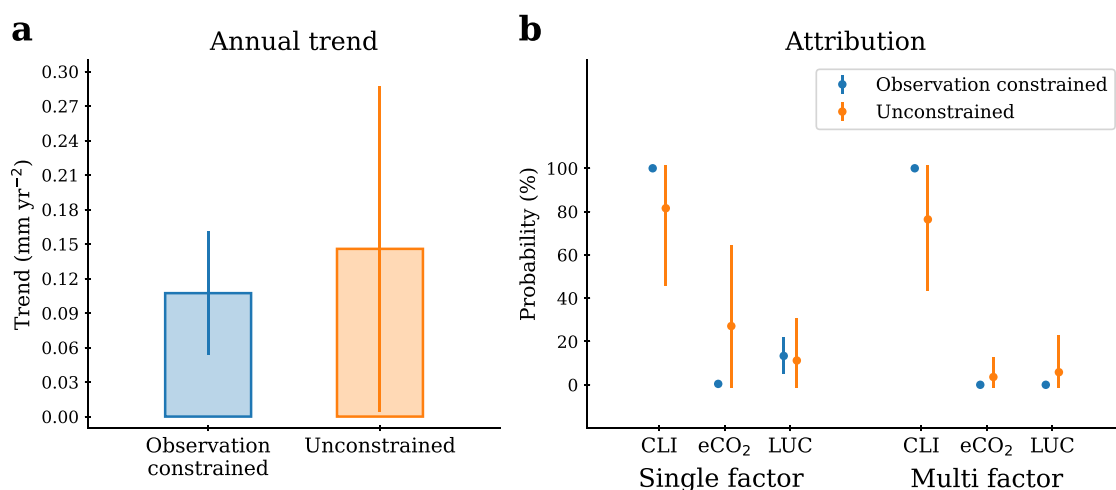 a
Annual trend
Trend (mm yr⁻²)
0.30
0.27
0.24
0.21
0.18
0.15
0.12
0.09
0.06
0.03
0.00
Observation
constrained
Unconstrained
b
Attribution
Observation constrained
Unconstrained
Probability (%)
100
80
60
40
20
0
CLI eCO₂ LUC CLI eCO₂ LUC
Single factor Multi factor